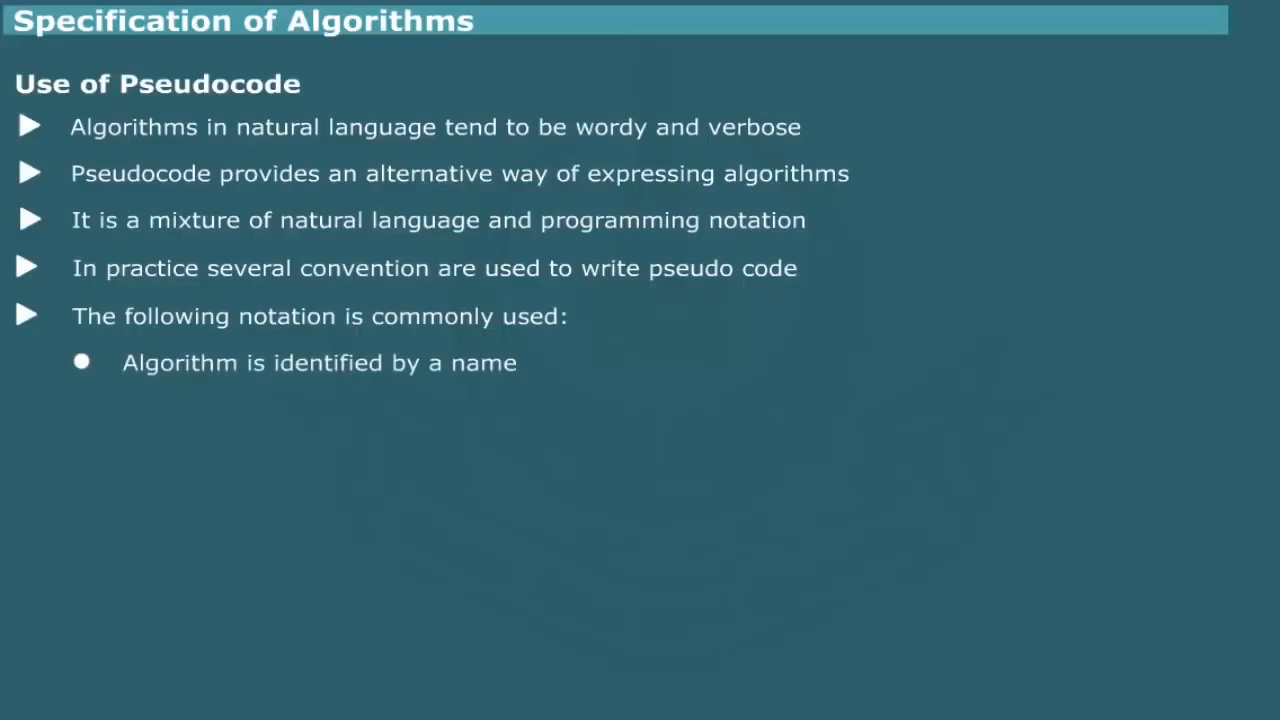 Specification of Algorithms
Use of Pseudocode
Algorithms in natural language tend to be wordy and verbose
Pseudocode provides an alternative way of expressing algorithms
It is a mixture of natural language and programming notation
In practice several convention are used to write pseudo code
The following notation is commonly used:
Algorithm is identified by a name